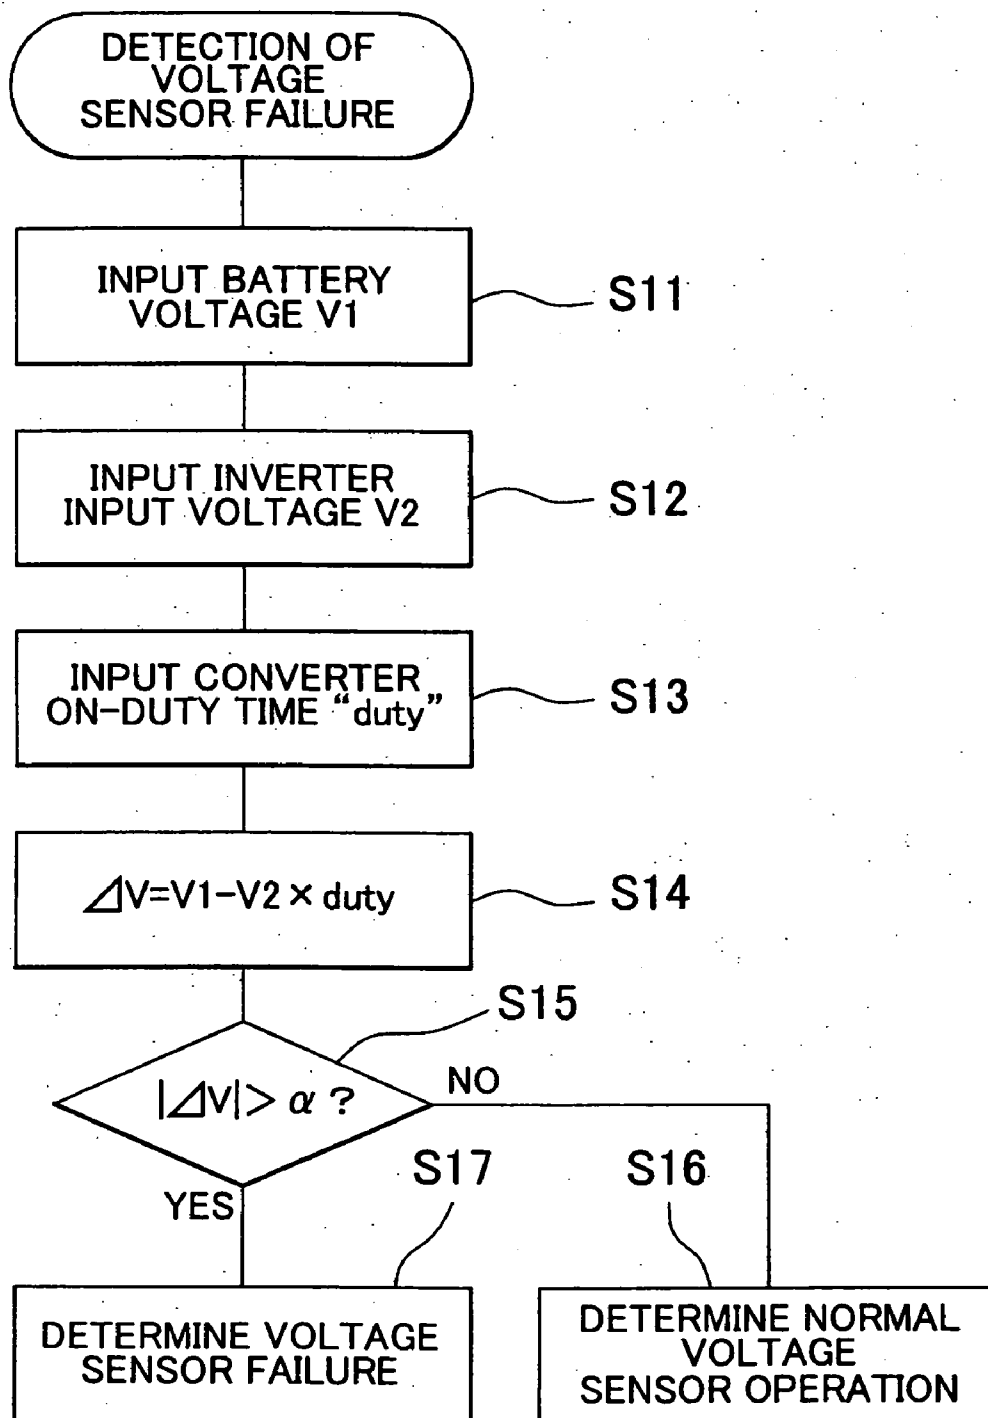 DETECTION OF
VOLTAGE
SENSOR FAILURE
INPUT BATTERY
VOLTAGE V1
S11
INPUT INVERTER
INPUT VOLTAGE V2
S12
INPUT CONVERTER
ON-DUTY TIME “duty”
S13
⊿V=V1-V2×duty
S14
S15
|⊿V|> α ?
NO
YES
S17
S16
DETERMINE VOLTAGE
SENSOR FAILURE
DETERMINE NORMAL
VOLTAGE
SENSOR OPERATION